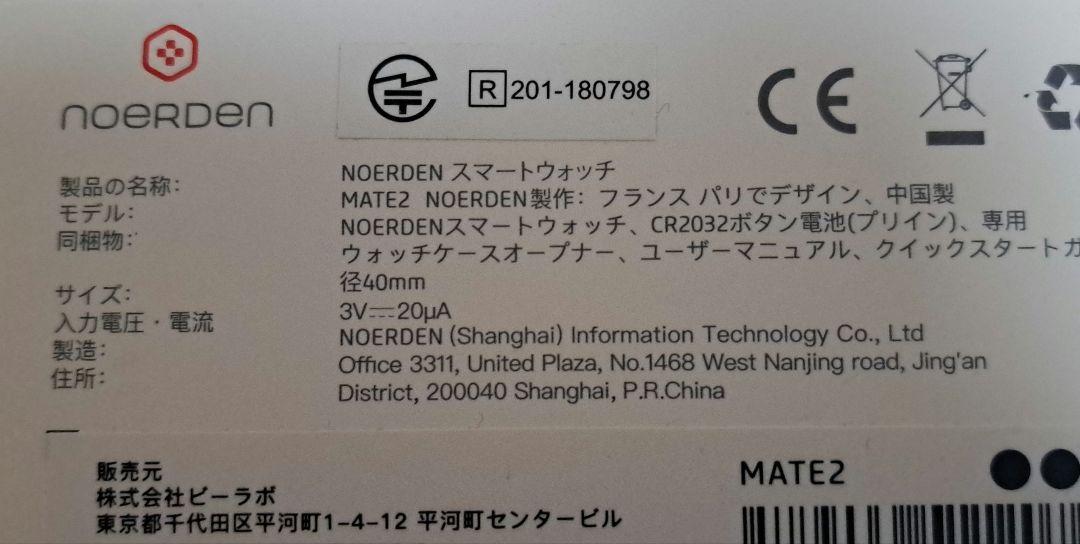 noerden
R 201-180798
CE
製品の名称: NOERDEN スマートウォッチ
モデル: MATE2 NOERDEN製作: フランス パリでデザイン、中国製
同梱物: NOERDENスマートウォッチ、CR2032ボタン電池(プリイン)、専用
ウォッチケースオープナー、ユーザーマニュアル、クイックスタートガ
サイズ: 径40mm
入力電圧・電流 3V⎓20μA
製造: NOERDEN (Shanghai) Information Technology Co., Ltd
住所: Office 3311, United Plaza, No.1468 West Nanjing road, Jing'an
District, 200040 Shanghai, P.R.China
販売元
株式会社ビーラボ
東京都千代田区平河町1-4-12 平河町センタービル
MATE2